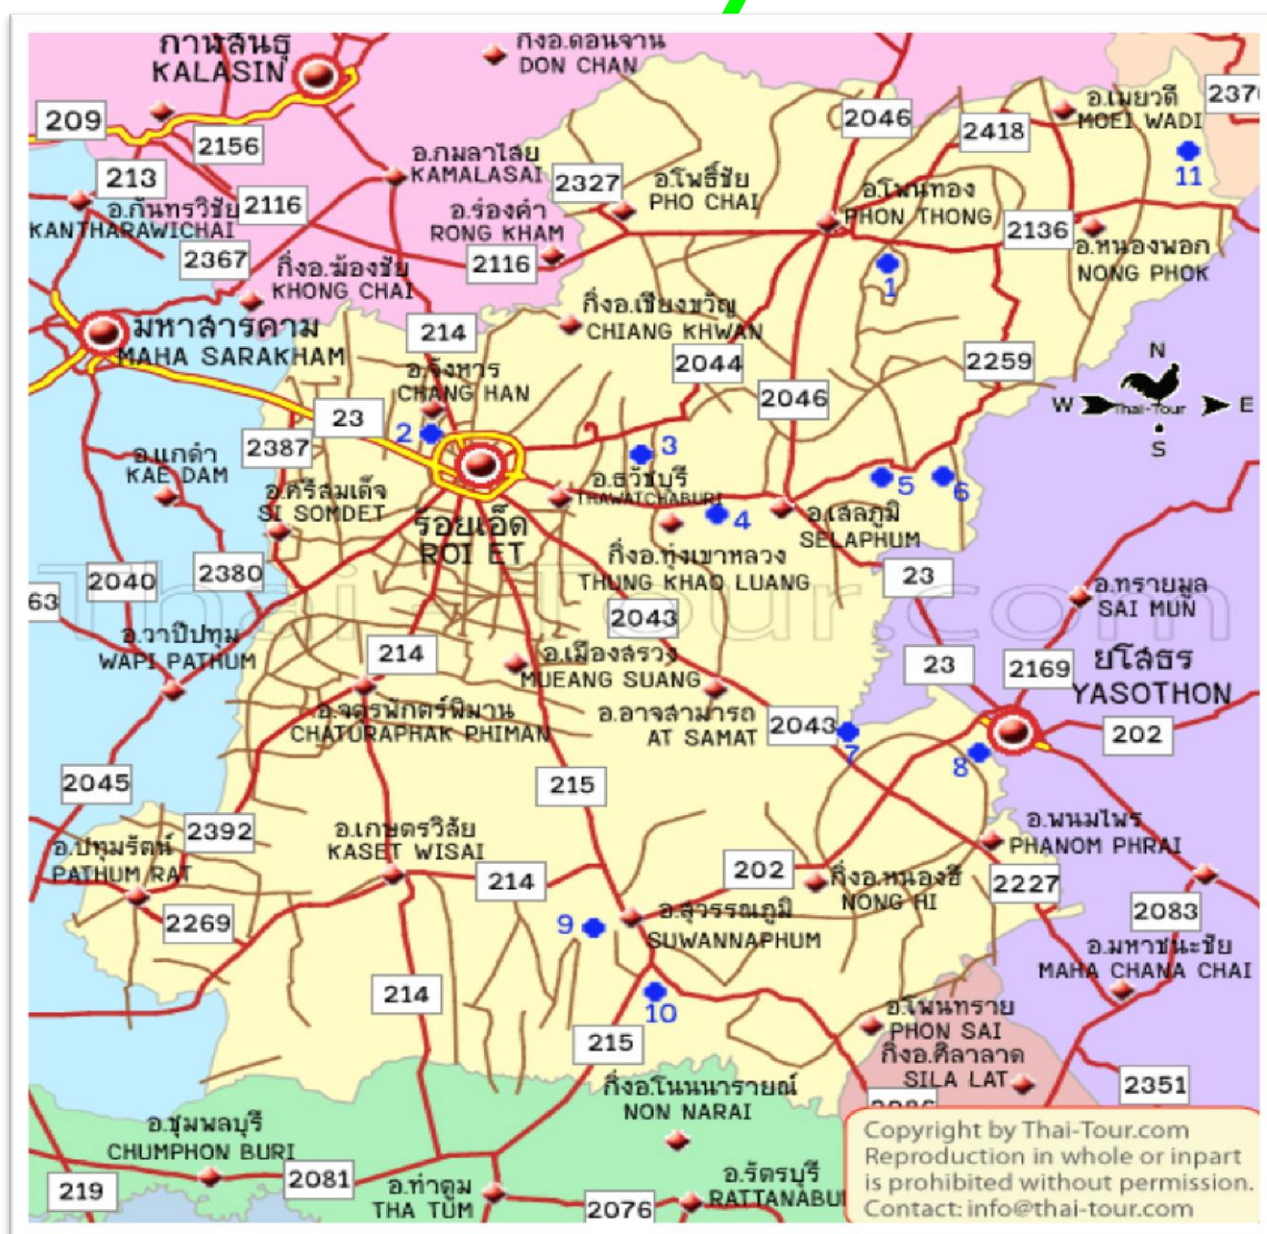 กาฬสินธุ์
KALASIN
กิ่งอ.ดอนจาน
DON CHAN
209
2156
213
2116
อ.กมลาไสย
KAMALASAI
2327
อ.โพธิ์ชัย
PHO CHAI
2046
2418
อ.เมยวดี
MOEI WADI
11
อ.กันทรวิชัย
KANTHARAWICHAI
2367
อ.ร่องคำ
RONG KHAM
2116
อ.โพนทอง
PHON THONG
2136
อ.หนองพอก
NONG PHOK
กิ่งอ.ฆ้องชัย
KHONG CHAI
1
มหาสารคาม
MAHA SARAKHAM
214
กิ่งอ.เชียงขวัญ
CHIANG KHWAN
2044
2259
N
W
Thai-Tour
E
S
อ.จังหาร
CHANG HAN
2046
23
2
2387
3
อ.แกดำ
KAE DAM
อ.ธวัชบุรี
THAWATCHABURI
5
6
อ.ศรีสมเด็จ
SI SOMDET
4
อ.เสลภูมิ
SELAPHUM
ร้อยเอ็ด
ROI ET
กิ่งอ.ทุ่งเขาหลวง
THUNG KHAO LUANG
23
Thai-Tour.com
2040
2380
63
2043
อ.ทรายมูล
SAI MUN
อ.วาปีปทุม
WAPI PATHUM
214
อ.เมืองสรวง
MUEANG SUANG
23
2169
ยโสธร
YASOTHON
อ.จตุรพักตร์พิมาน
CHATURAPHAK PHIMAN
อ.อาจสามารถ
AT SAMAT
2043
7
202
8
2045
215
2392
อ.ปทุมรัตน์
PATHUM RAT
อ.เกษตรวิสัย
KASET WISAI
อ.พนมไพร
PHANOM PHRAI
214
202
กิ่งอ.หนองฮี
NONG HI
2227
2083
2269
9
อ.สุวรรณภูมิ
SUWANNAPHUM
อ.มหาชนะชัย
MAHA CHANA CHAI
214
10
อ.โพนทราย
PHON SAI
215
กิ่งอ.ศิลาลาด
SILA LAT
2351
กิ่งอ.โนนนารายณ์
NON NARAI
อ.ชุมพลบุรี
CHUMPHON BURI
219
2081
อ.ท่าตูม
THA TUM
2076
อ.รัตรบุรี
RATTANABU
Copyright by Thai-Tour.com
Reproduction in whole or inpart
is prohibited without permission.
Contact: info@thai-tour.com